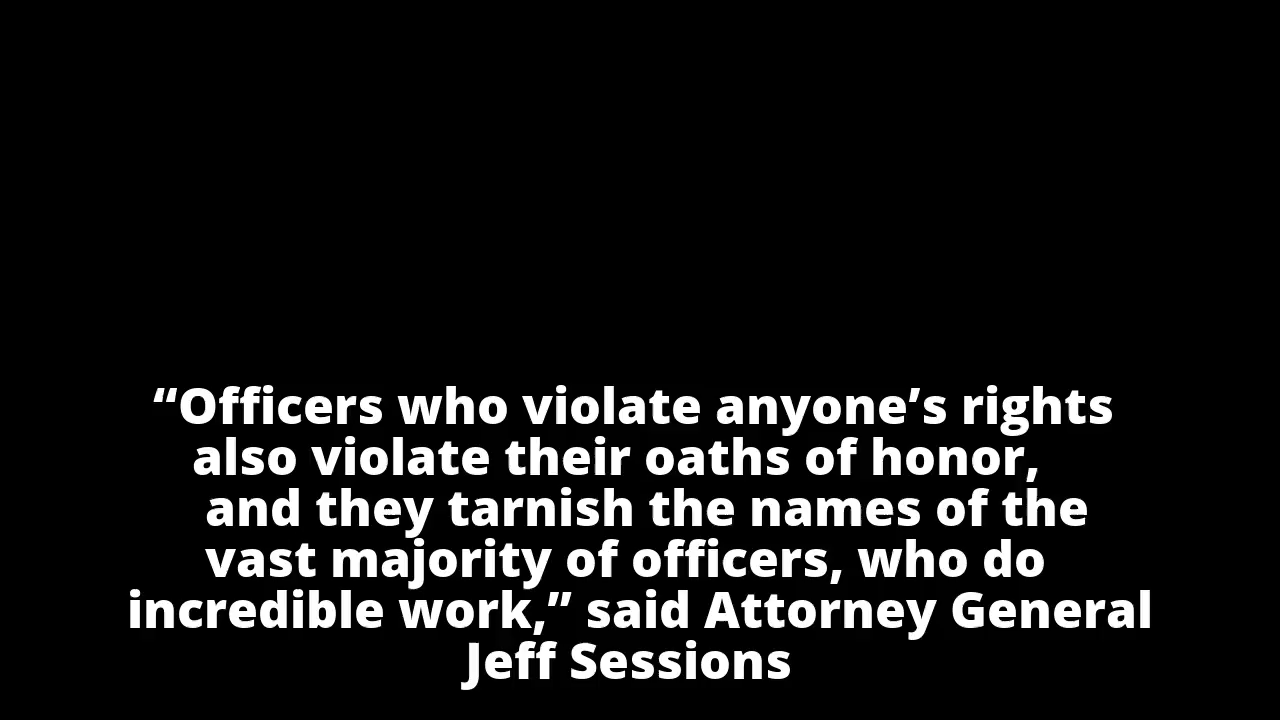 “Officers who violate anyone’s rights
also violate their oaths of honor,
and they tarnish the names of the
vast majority of officers, who do
incredible work,” said Attorney General
Jeff Sessions